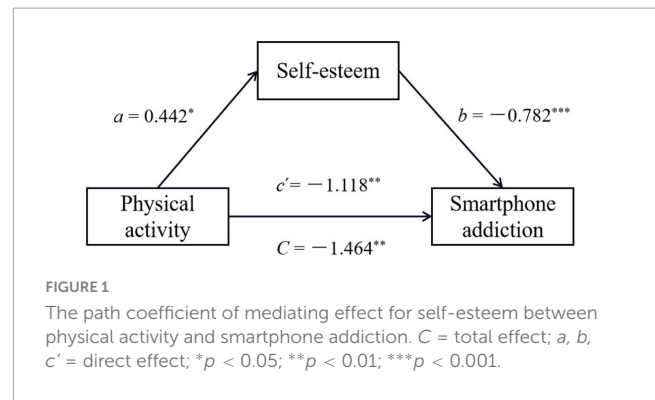 Self-esteem
a = 0.442*
b = −0.782***
c′= −1.118**
Physical
activity
Smartphone
addiction
C = −1.464**
FIGURE 1
The path coefficient of mediating effect for self-esteem between
physical activity and smartphone addiction. C = total effect; a, b,
c′ = direct effect; *p < 0.05; **p < 0.01; ***p < 0.001.